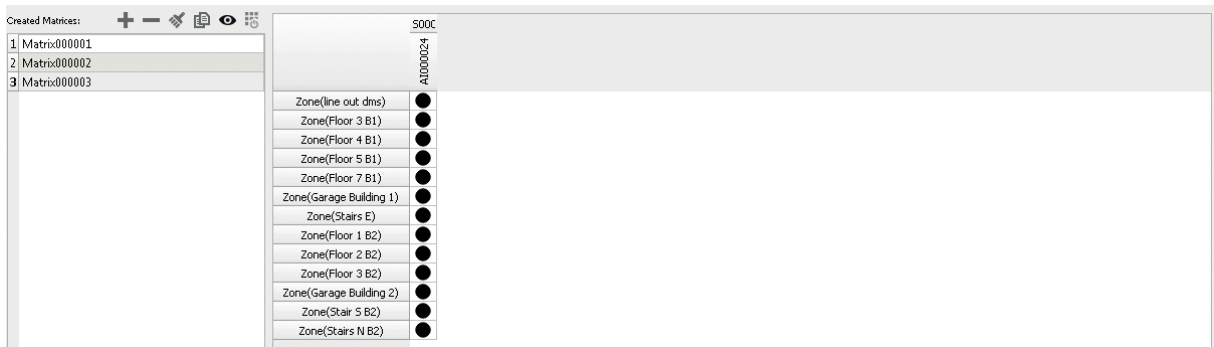 Created Matrices:
1 Matrix000001
2 Matrix000002
3 Matrix000003
S00C
AI000024
Zone(line out dms)
Zone(Floor 3 B1)
Zone(Floor 4 B1)
Zone(Floor 5 B1)
Zone(Floor 7 B1)
Zone(Garage Building 1)
Zone(Stairs E)
Zone(Floor 1 B2)
Zone(Floor 2 B2)
Zone(Floor 3 B2)
Zone(Garage Building 2)
Zone(Stair S B2)
Zone(Stairs N B2)